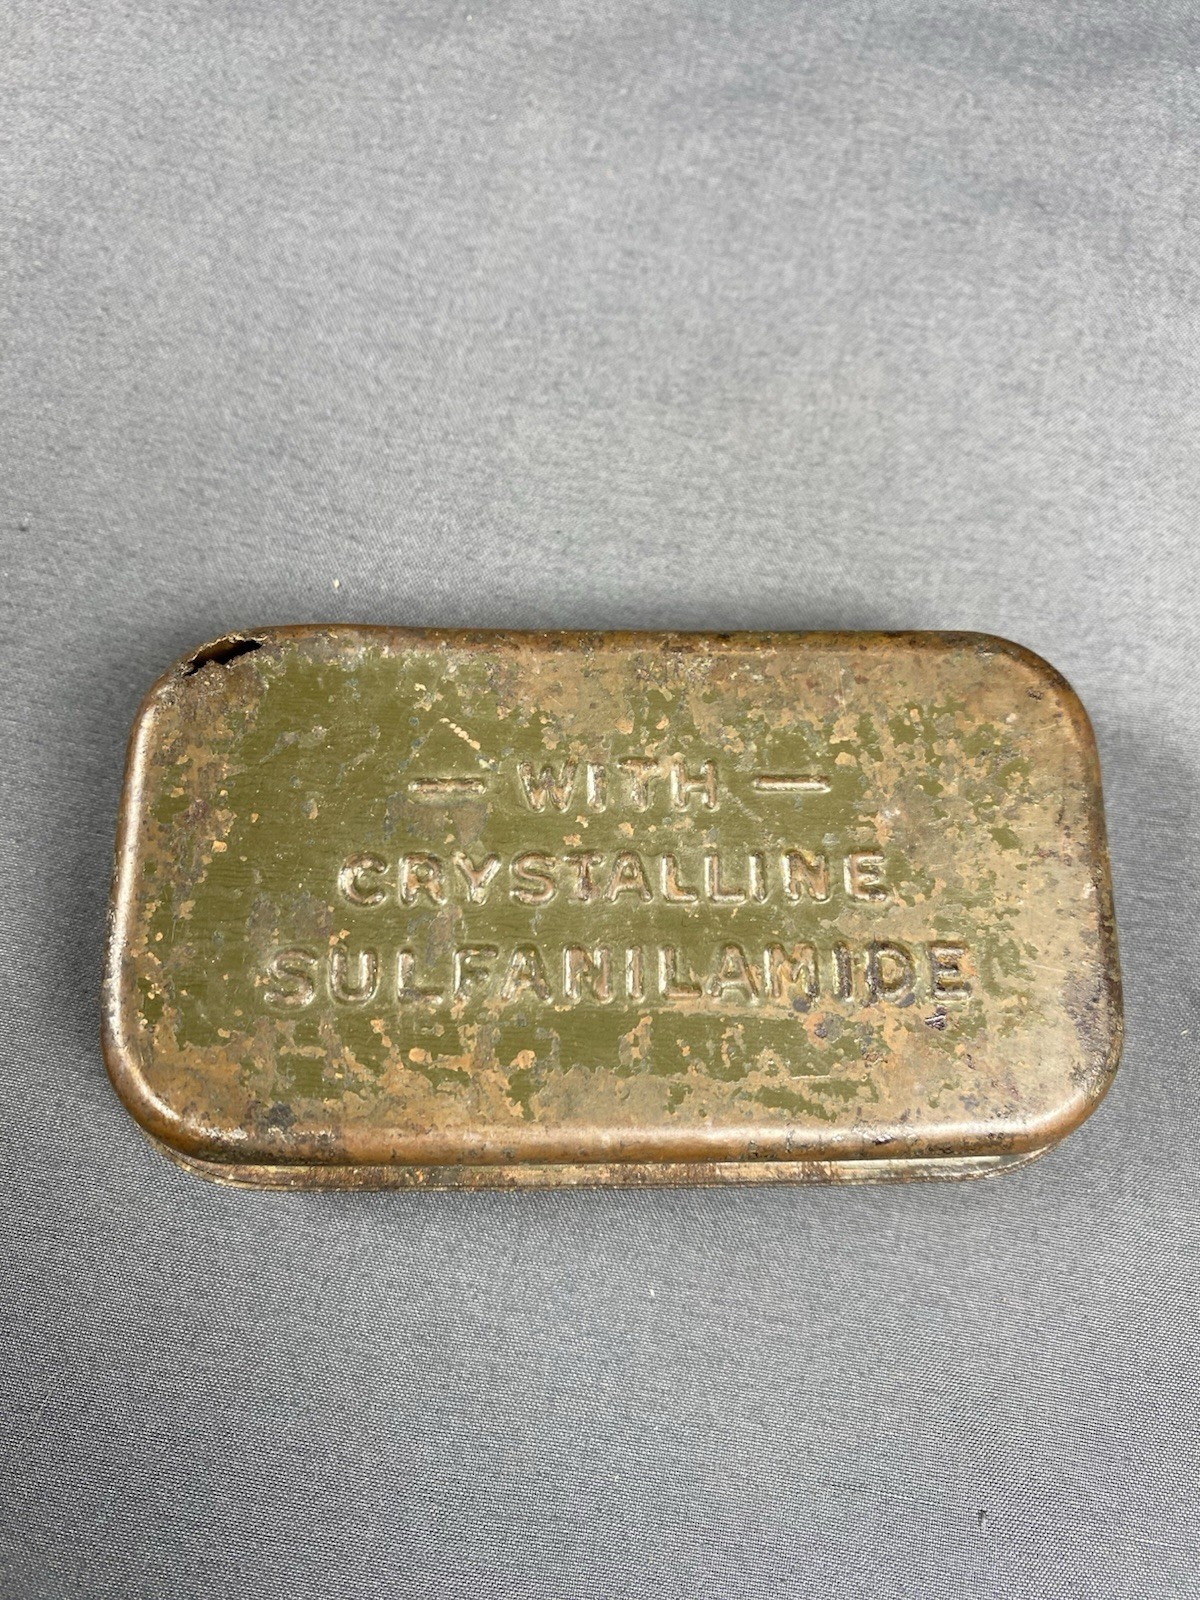 — WITH —
CRYSTALLINE
SULFANILAMIDE